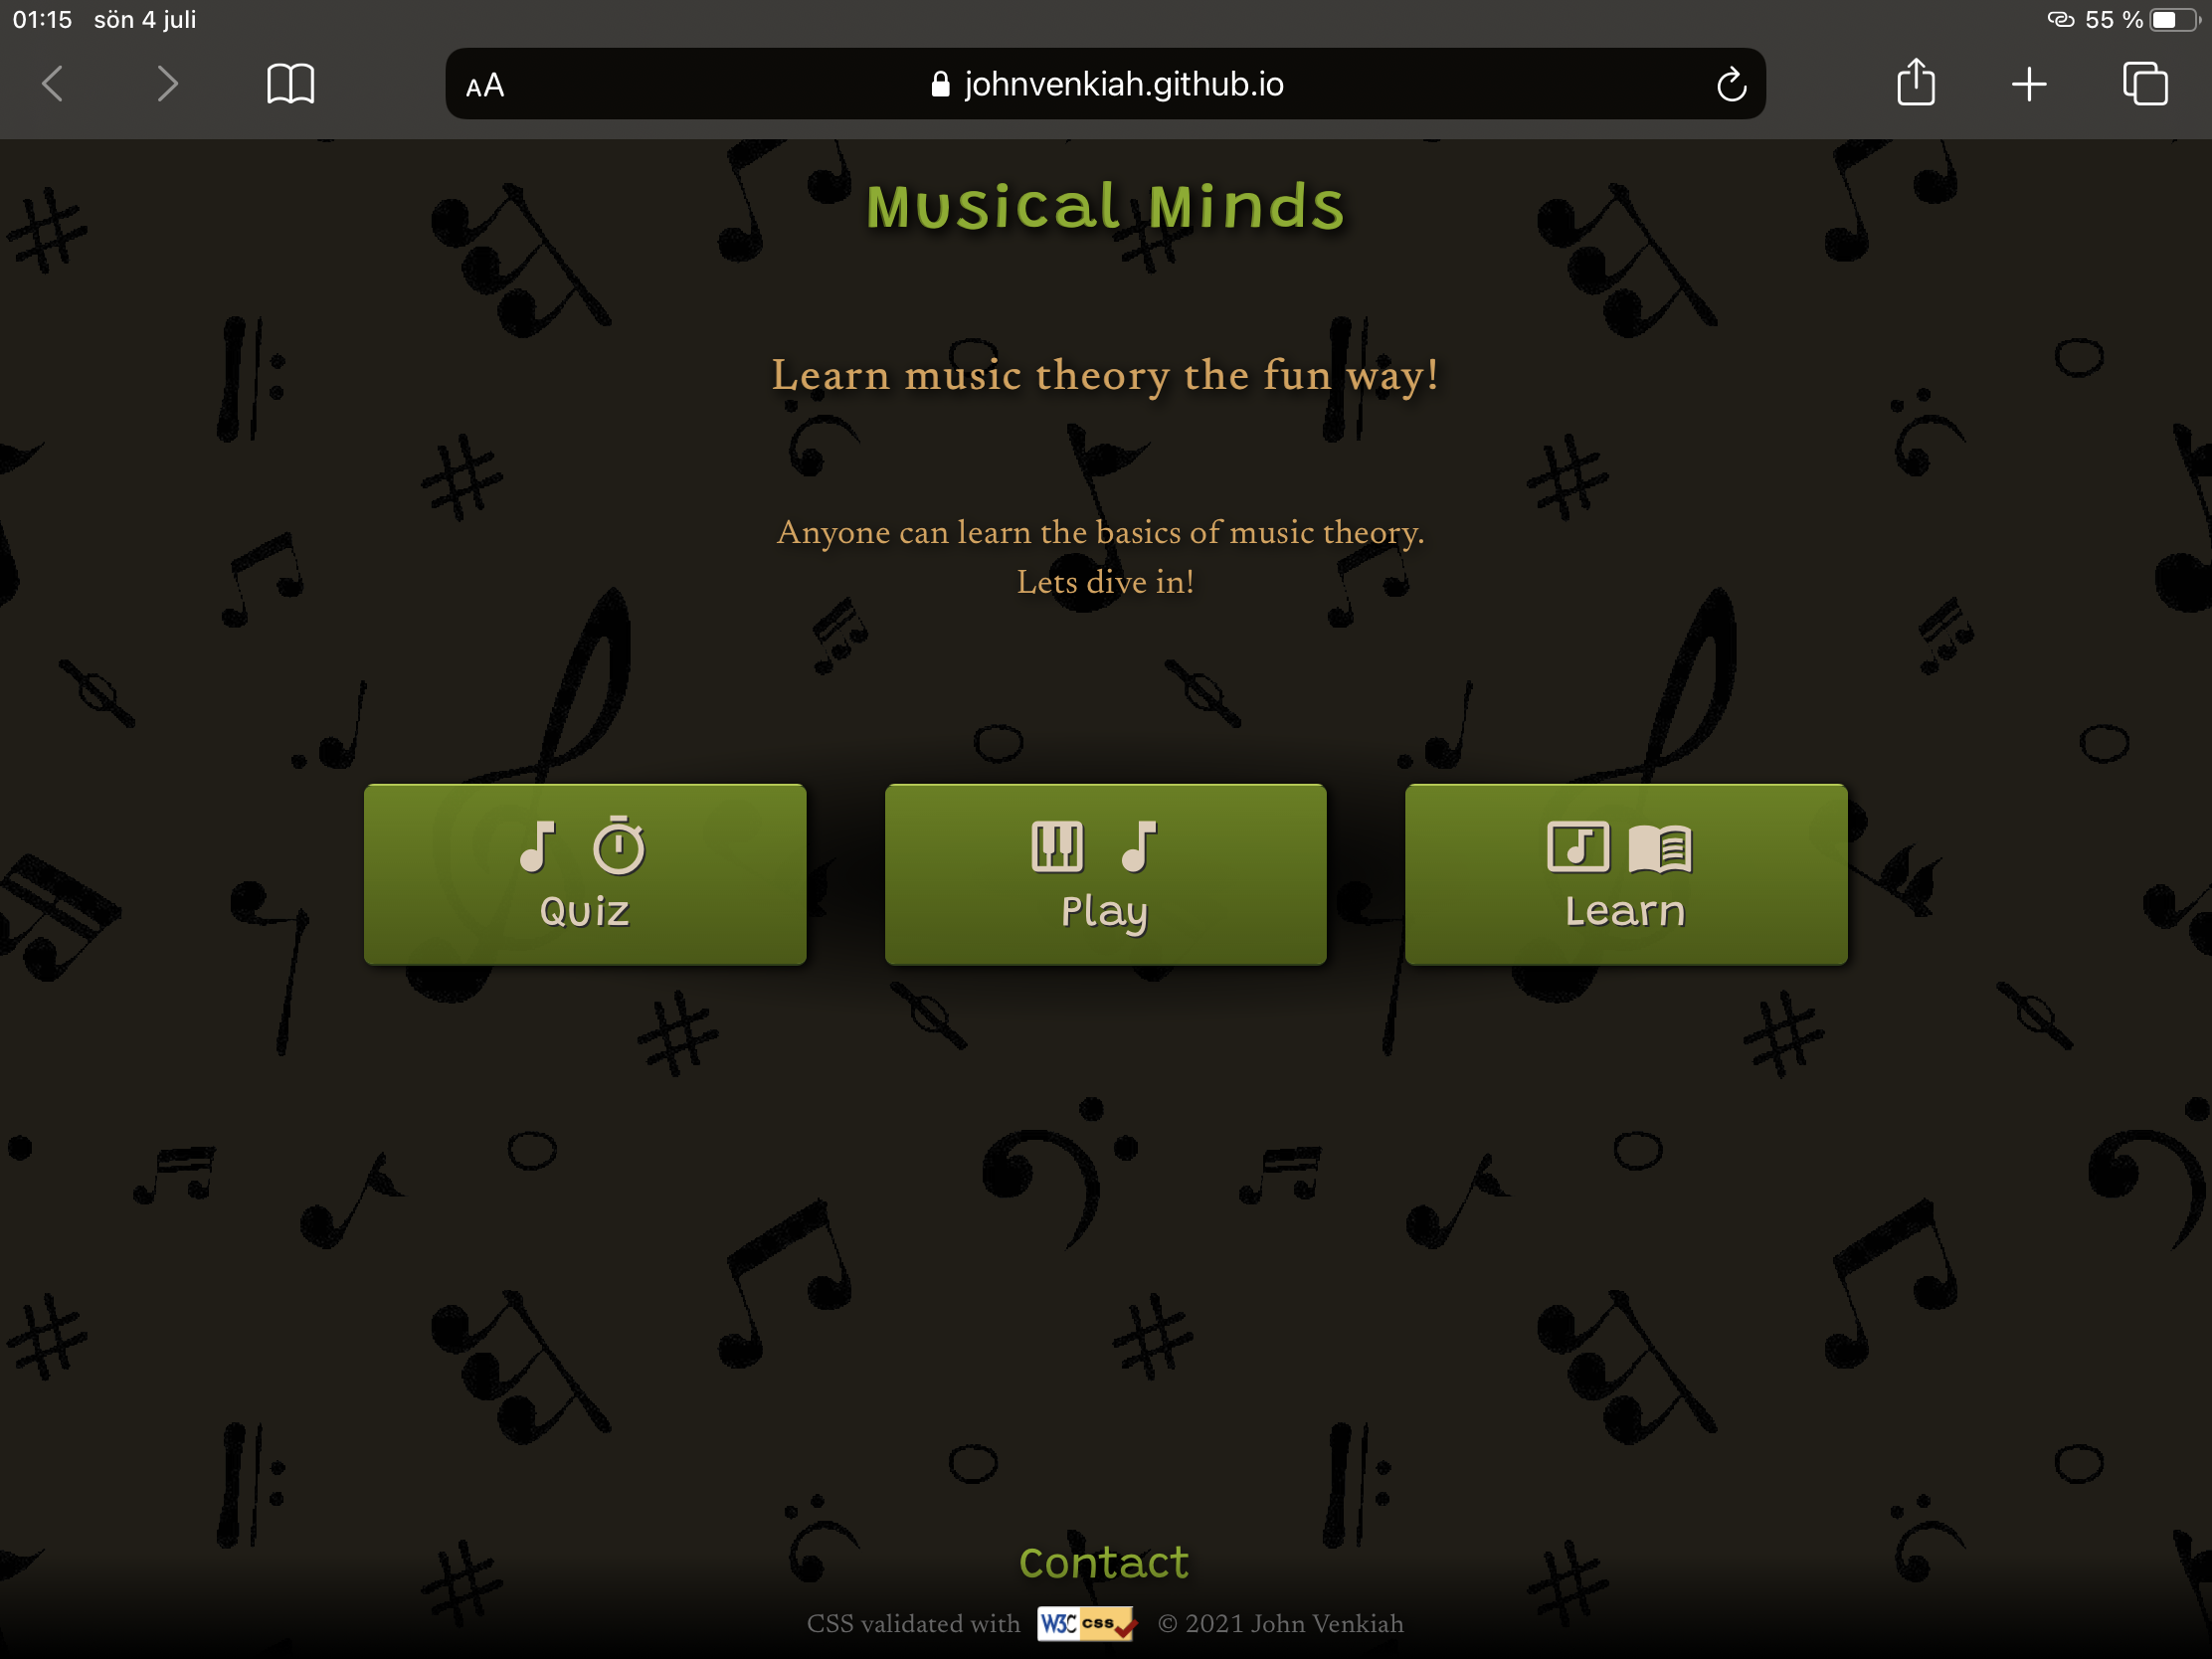 01:15 sön 4 juli 55 %
AA johnvenkiah.github.io
Musical Minds
Learn music theory the fun way!
Anyone can learn the basics of music theory.
Lets dive in!
Quiz Play Learn
Contact
CSS validated with W3C css © 2021 John Venkiah